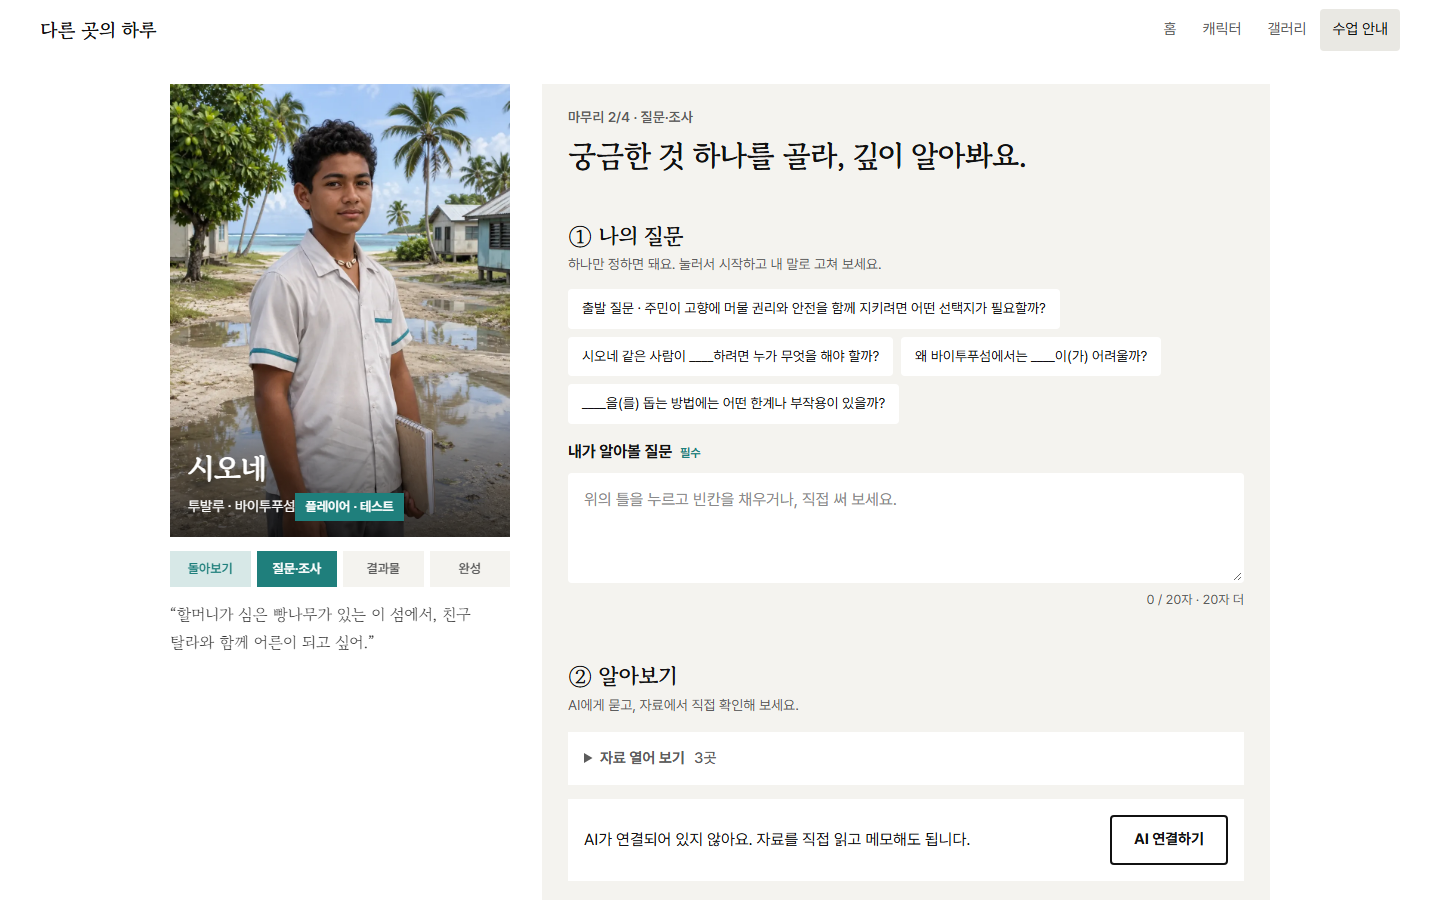 다른 곳의 하루
홈 캐릭터 갤러리 수업 안내
시오네
투발루 · 바이투푸섬 플레이어 · 테스트
돌아보기 질문·조사 결과물 완성
“할머니가 심은 빵나무가 있는 이 섬에서, 친구
탈라와 함께 어른이 되고 싶어.”
마무리 2/4 · 질문·조사
궁금한 것 하나를 골라, 깊이 알아봐요.
① 나의 질문
하나만 정하면 돼요. 눌러서 시작하고 내 말로 고쳐 보세요.
출발 질문 · 주민이 고향에 머물 권리와 안전을 함께 지키려면 어떤 선택지가 필요할까?
시오네 같은 사람이 ____하려면 누가 무엇을 해야 할까?
왜 바이투푸섬에서는 ____이(가) 어려울까?
____을(를) 돕는 방법에는 어떤 한계나 부작용이 있을까?
내가 알아볼 질문 필수
위의 틀을 누르고 빈칸을 채우거나, 직접 써 보세요.
0 / 20자 · 20자 더
② 알아보기
AI에게 묻고, 자료에서 직접 확인해 보세요.
▶ 자료 열어 보기 3곳
AI가 연결되어 있지 않아요. 자료를 직접 읽고 메모해도 됩니다.
AI 연결하기